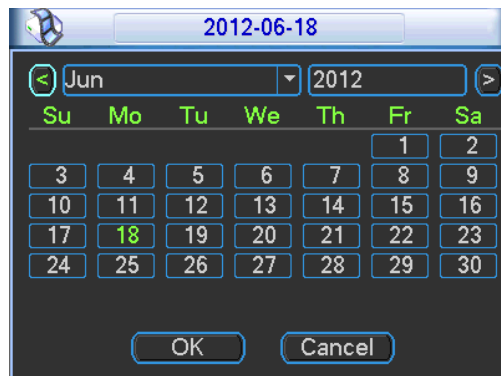 2012-06-18
< Jun 2012 >
Su Mo Tu We Th Fr Sa
1 2
3 4 5 6 7 8 9
10 11 12 13 14 15 16
17 18 19 20 21 22 23
24 25 26 27 28 29 30
OK Cancel